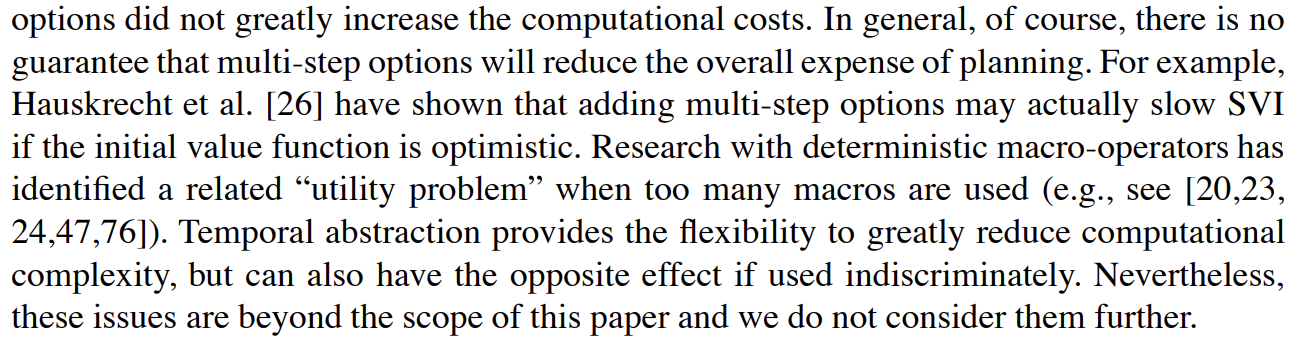 options did not greatly increase the computational costs. In general, of course, there is no
guarantee that multi-step options will reduce the overall expense of planning. For example,
Hauskrecht et al. [26] have shown that adding multi-step options may actually slow SVI
if the initial value function is optimistic. Research with deterministic macro-operators has
identified a related “utility problem” when too many macros are used (e.g., see [20,23,
24,47,76]). Temporal abstraction provides the flexibility to greatly reduce computational
complexity, but can also have the opposite effect if used indiscriminately. Nevertheless,
these issues are beyond the scope of this paper and we do not consider them further.